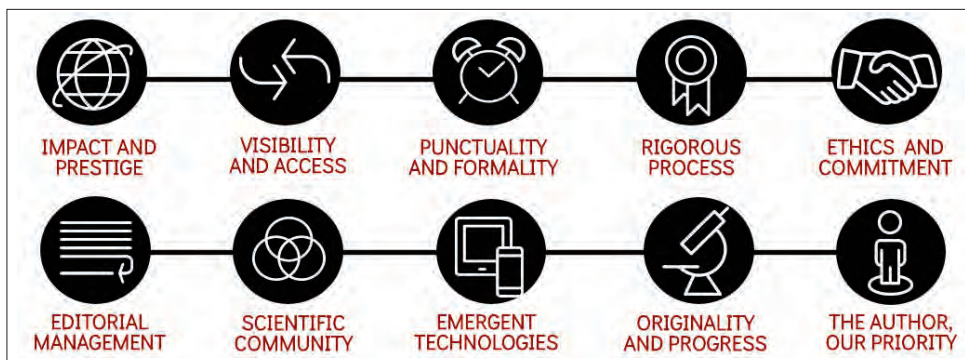 IMPACT AND
PRESTIGE
VISIBILITY
AND ACCESS
PUNCTUALITY
AND FORMALITY
RIGOROUS
PROCESS
ETHICS AND
COMMITMENT
EDITORIAL
MANAGEMENT
SCIENTIFIC
COMMUNITY
EMERGENT
TECHNOLOGIES
ORIGINALITY
AND PROGRESS
THE AUTHOR,
OUR PRIORITY